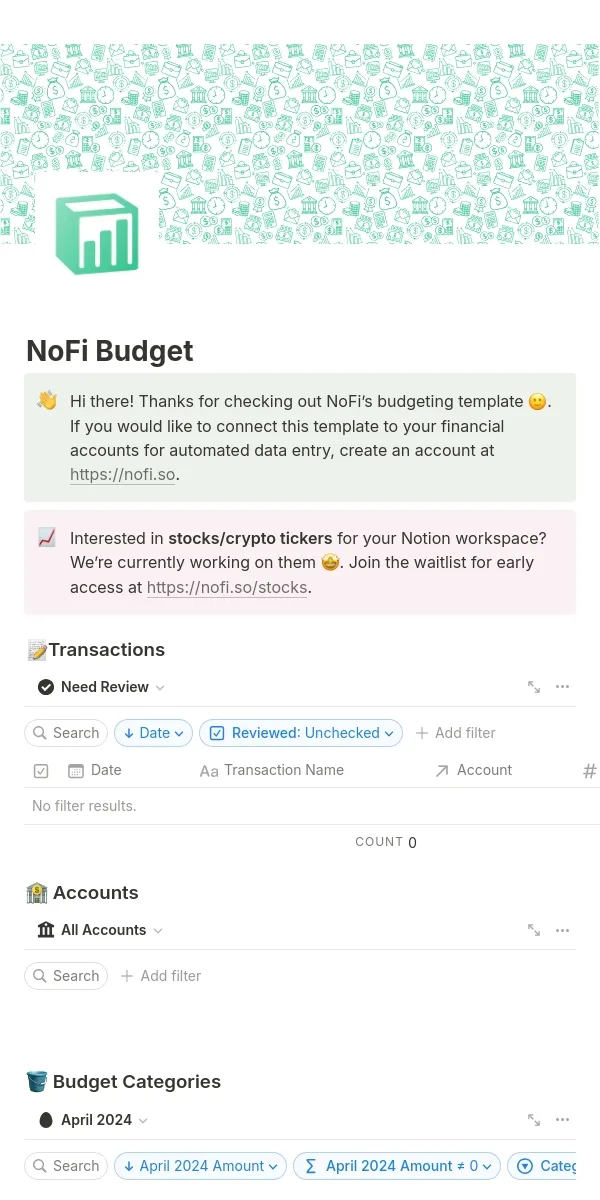 NoFi Budget
Hi there! Thanks for checking out NoFi’s budgeting template 🙂.
If you would like to connect this template to your financial
accounts for automated data entry, create an account at
https://nofi.so.
Interested in stocks/crypto tickers for your Notion workspace?
We’re currently working on them 🤩. Join the waitlist for early
access at https://nofi.so/stocks.
📝Transactions
Need Review
Search Date Reviewed: Unchecked Add filter
Date Aa Transaction Name Account #
No filter results.
COUNT 0
Accounts
All Accounts
Search Add filter
Budget Categories
April 2024
Search April 2024 Amount Σ April 2024 Amount ≠ 0